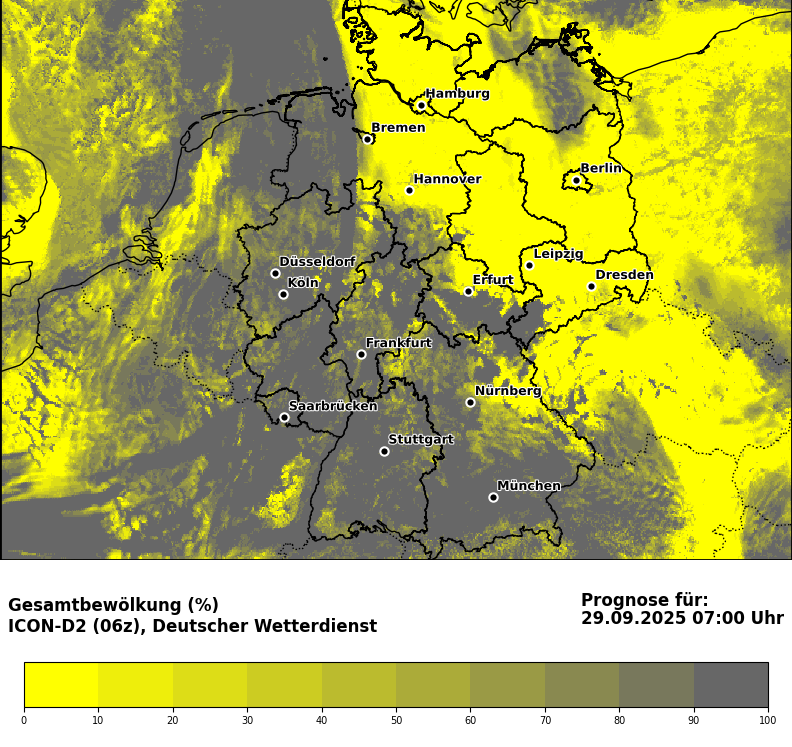 Hamburg
Bremen
Berlin
Hannover
Leipzig
Düsseldorf
Dresden
Erfurt
Köln
Frankfurt
Nürnberg
Saarbrücken
Stuttgart
München
Gesamtbewölkung (%)
ICON-D2 (06z), Deutscher Wetterdienst
Prognose für:
29.09.2025 07:00 Uhr
0 10 20 30 40 50 60 70 80 90 100